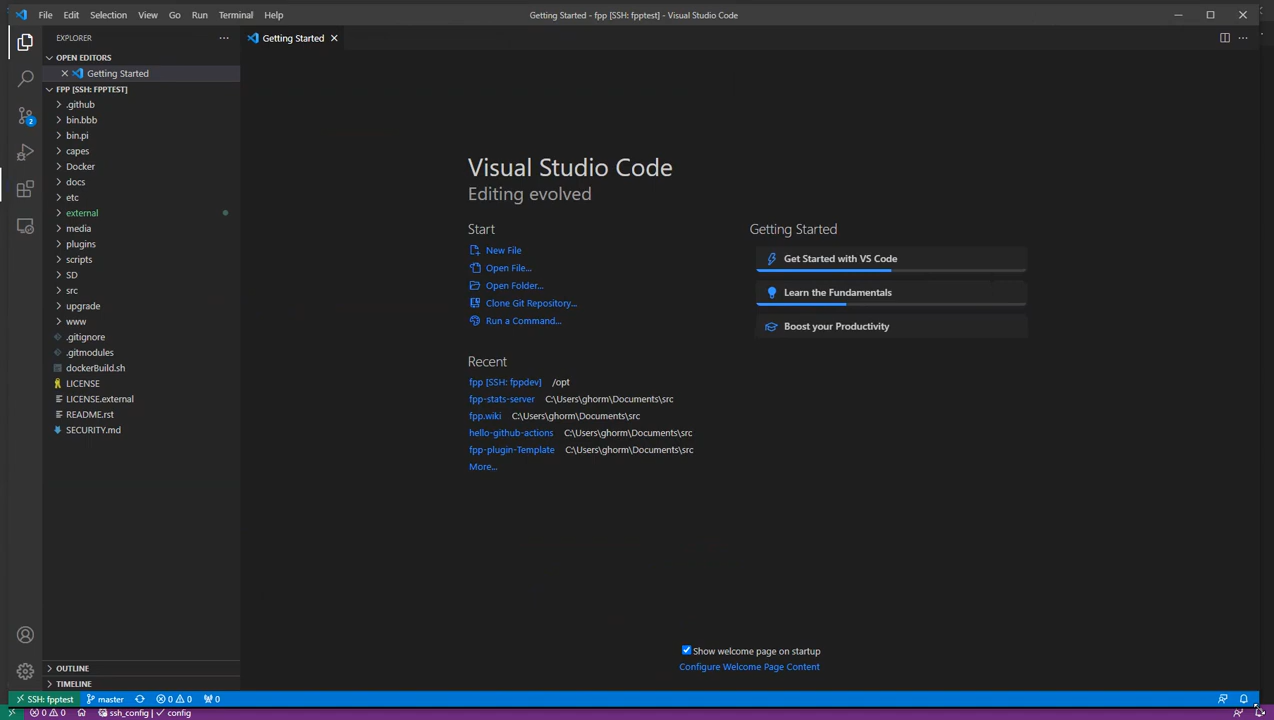 File Edit Selection View Go Run Terminal Help
Getting Started - fpp [SSH: fpptest] - Visual Studio Code
EXPLORER
Getting Started
OPEN EDITORS
Getting Started
FPP [SSH: FPPTEST]
.github
bin.bbb
bin.pi
capes
Docker
docs
etc
external
media
plugins
scripts
SD
src
upgrade
www
.gitignore
.gitmodules
dockerBuild.sh
LICENSE
LICENSE.external
README.rst
SECURITY.md
OUTLINE
TIMELINE
2
Visual Studio Code
Editing evolved
Start
New File
Open File...
Open Folder...
Clone Git Repository...
Run a Command...
Recent
fpp [SSH: fppdev] /opt
fpp-stats-server C:\Users\ghorm\Documents\src
fpp.wiki C:\Users\ghorm\Documents\src
hello-github-actions C:\Users\ghorm\Documents\src
fpp-plugin-Template C:\Users\ghorm\Documents\src
More...
Getting Started
Get Started with VS Code
Learn the Fundamentals
Boost your Productivity
Show welcome page on startup
Configure Welcome Page Content
SSH: fpptest master 0 0 0
0 0 ssh_config | config